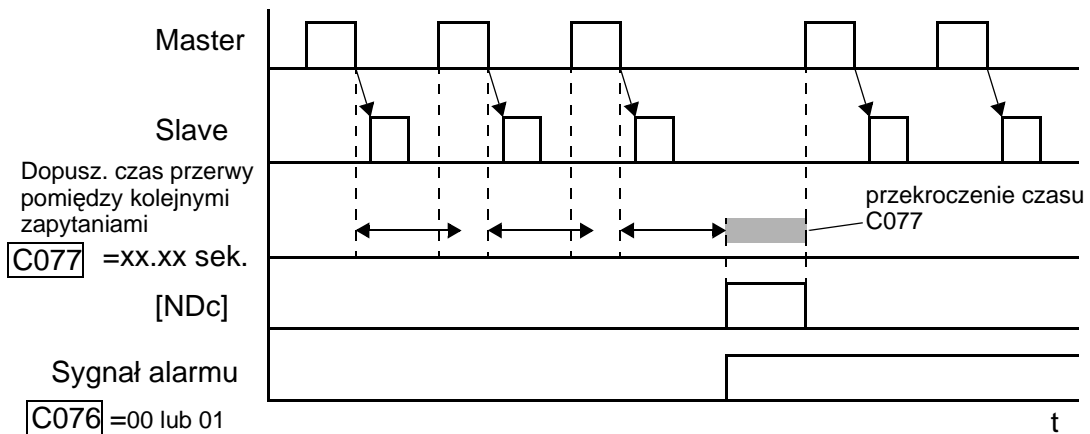 Master
Slave
Dopusz. czas przerwy
pomiędzy kolejnymi
zapytaniami
C077 =xx.xx sek.
przekroczenie czasu
C077
[NDc]
Sygnał alarmu
C076 =00 lub 01
t